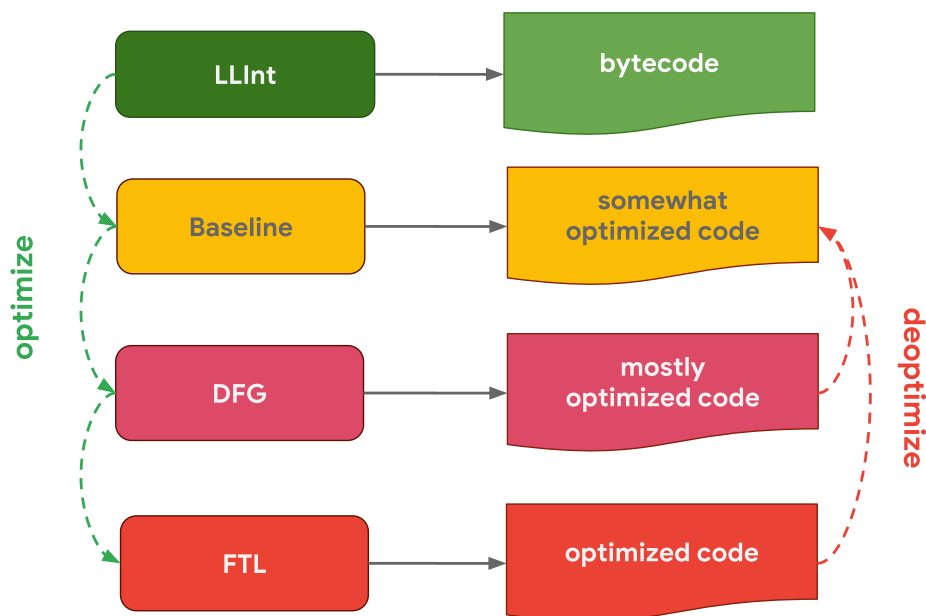 LLInt
bytecode
Baseline
somewhat
optimized code
optimize
deoptimize
DFG
mostly
optimized code
FTL
optimized code